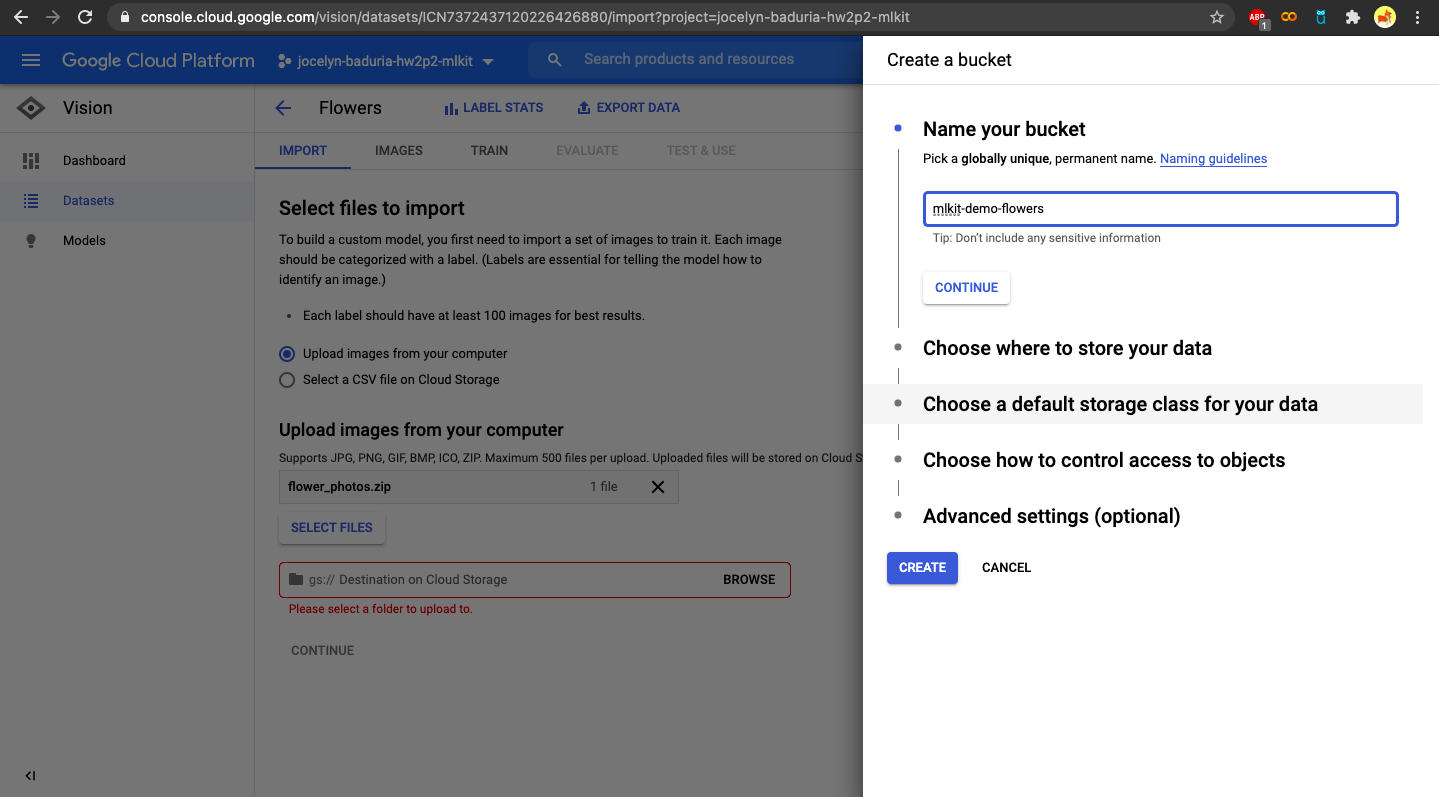 console.cloud.google.com/vision/datasets/ICN7372437120226426880/import?project=jocelyn-baduria-hw2p2-mlkit
ABP
1
Google Cloud Platform
jocelyn-baduria-hw2p2-mlkit
Search products and resources
Vision
Dashboard
Datasets
Models
Flowers
LABEL STATS
EXPORT DATA
IMPORT
IMAGES
TRAIN
EVALUATE
TEST & USE
Select files to import
To build a custom model, you first need to import a set of images to train it. Each image
should be categorized with a label. (Labels are essential for telling the model how to
identify an image.)
• Each label should have at least 100 images for best results.
Upload images from your computer
Select a CSV file on Cloud Storage
Upload images from your computer
Supports JPG, PNG, GIF, BMP, ICO, ZIP. Maximum 500 files per upload. Uploaded files will be stored on Cloud S
flower_photos.zip
1 file
SELECT FILES
gs:// Destination on Cloud Storage
BROWSE
Please select a folder to upload to.
CONTINUE
Create a bucket
Name your bucket
Pick a globally unique, permanent name. Naming guidelines
mlkit-demo-flowers
Tip: Don't include any sensitive information
CONTINUE
Choose where to store your data
Choose a default storage class for your data
Choose how to control access to objects
Advanced settings (optional)
CREATE
CANCEL